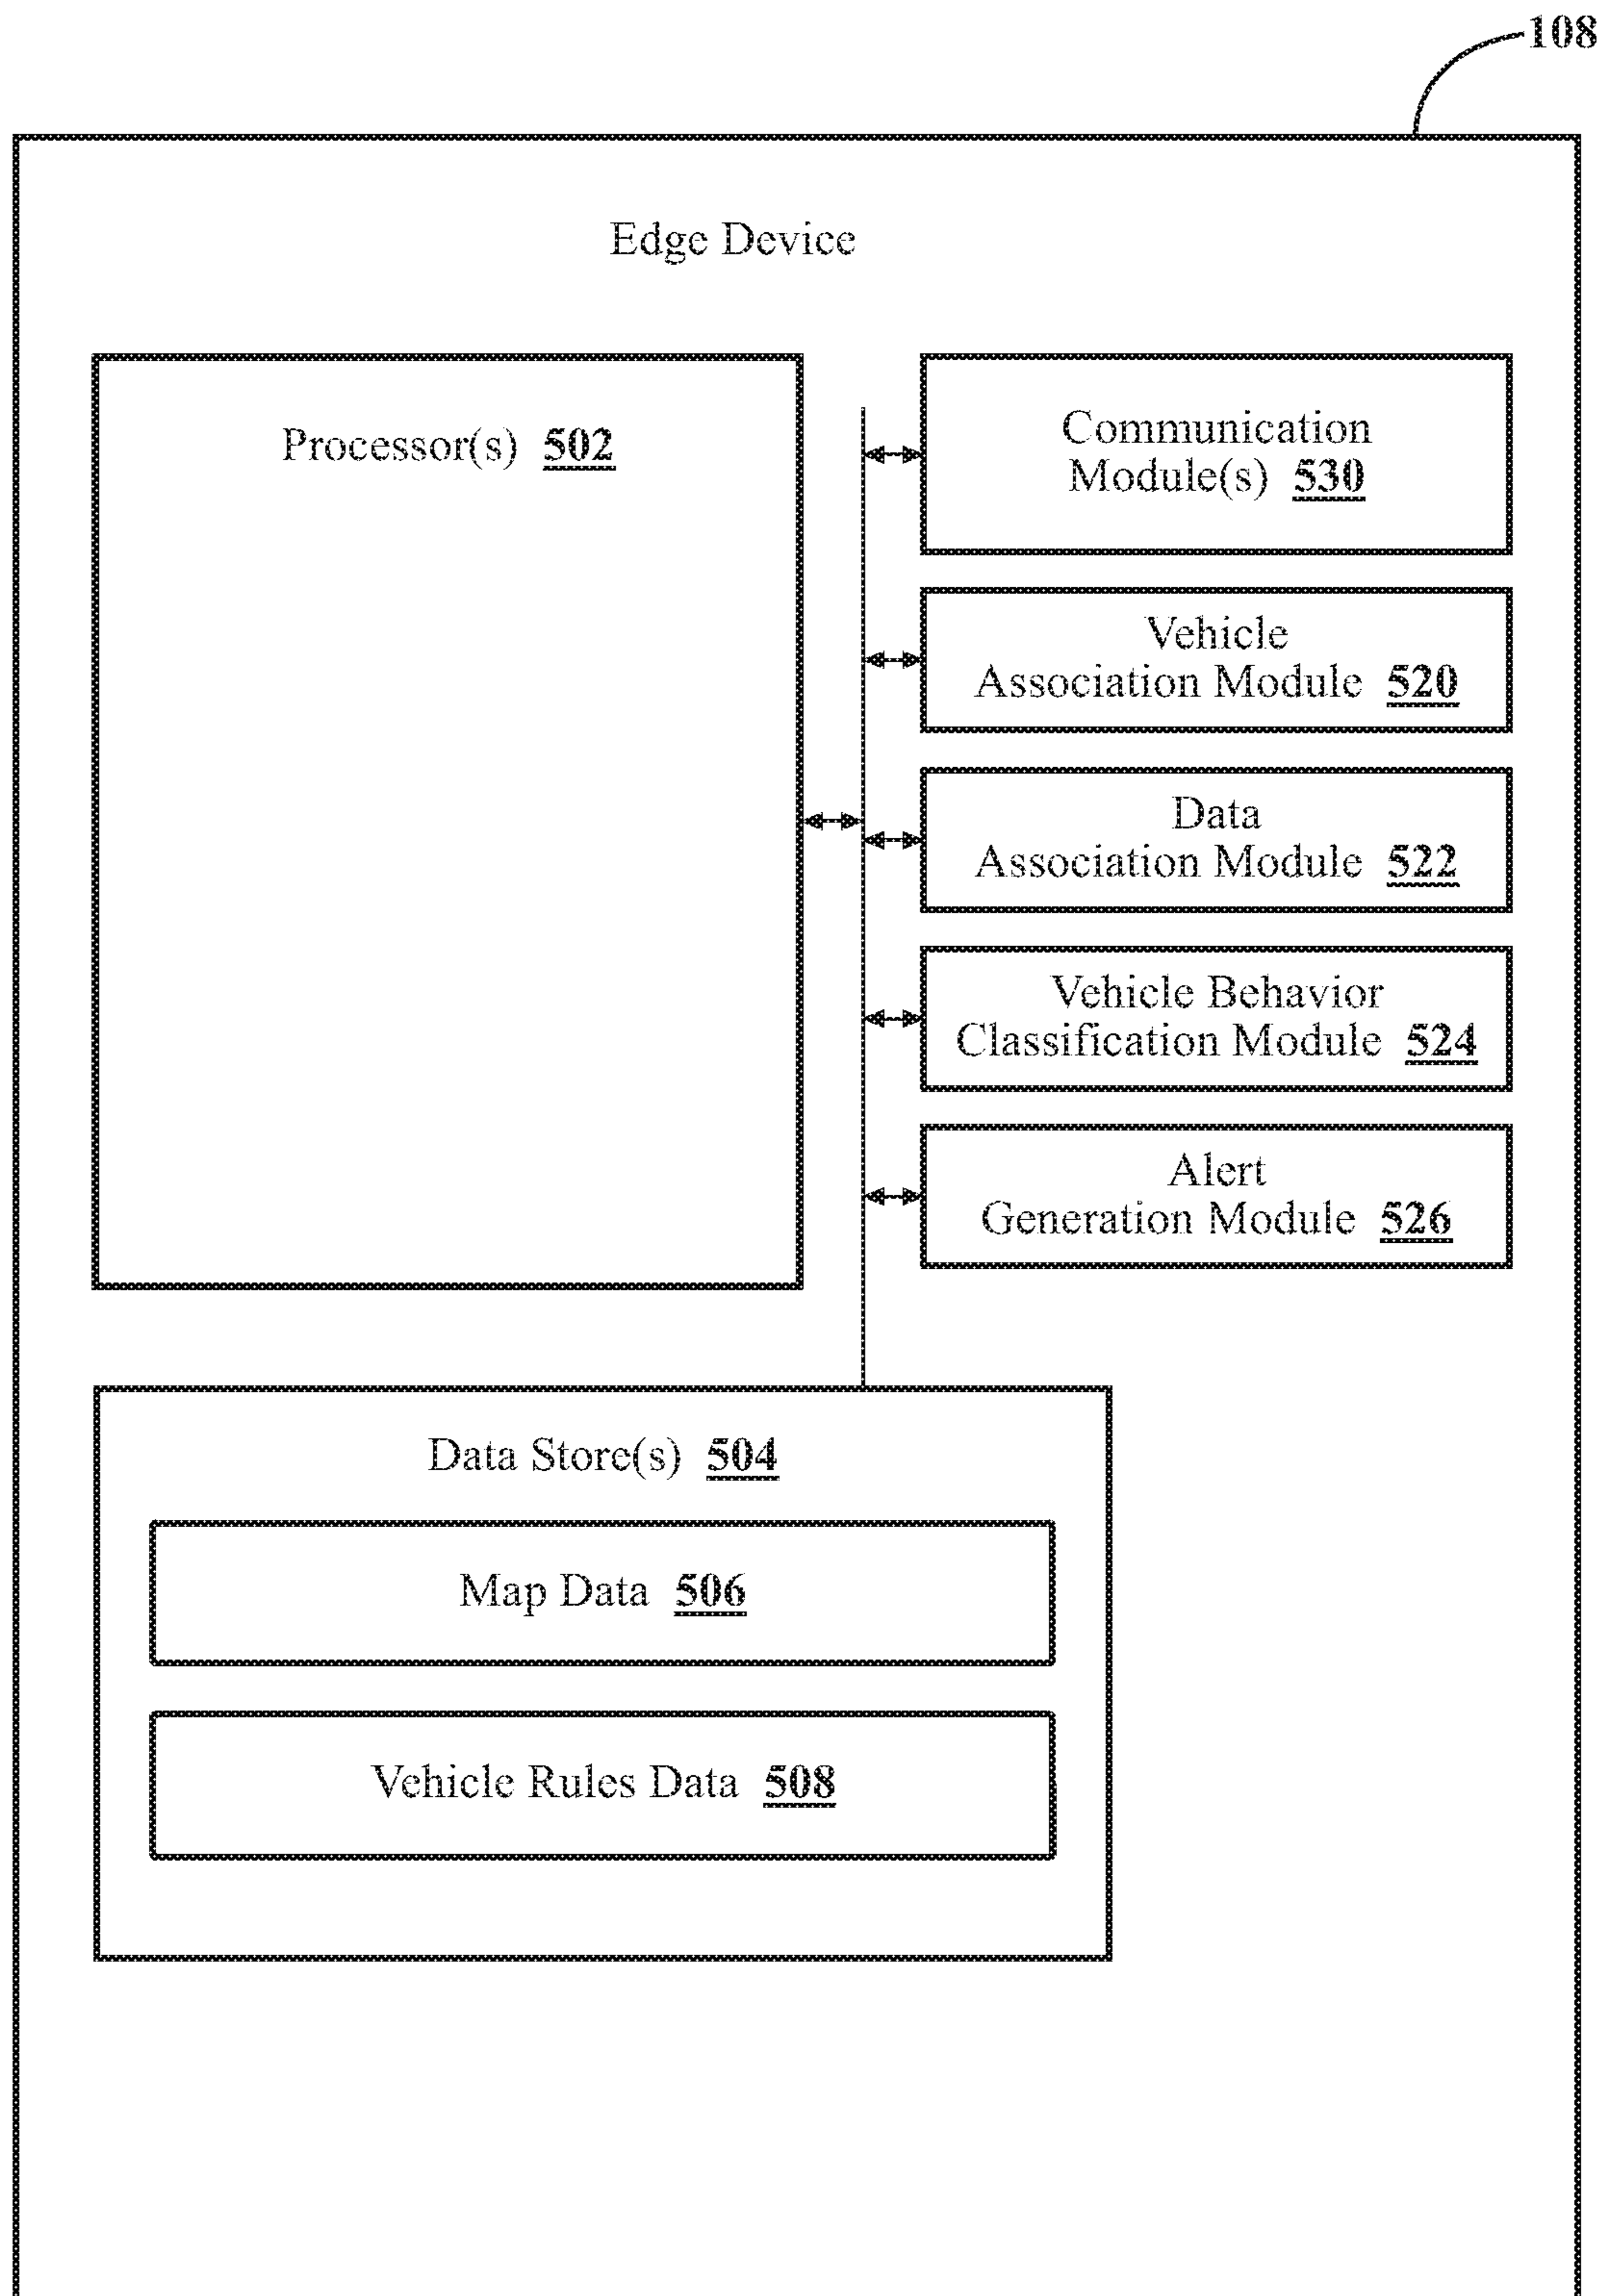 108
Edge Device
Processor(s) 502
Communication
Module(s) 530
Vehicle
Association Module 520
Data
Association Module 522
Vehicle Behavior
Classification Module 524
Alert
Generation Module 526
Data Store(s) 504
Map Data 506
Vehicle Rules Data 508